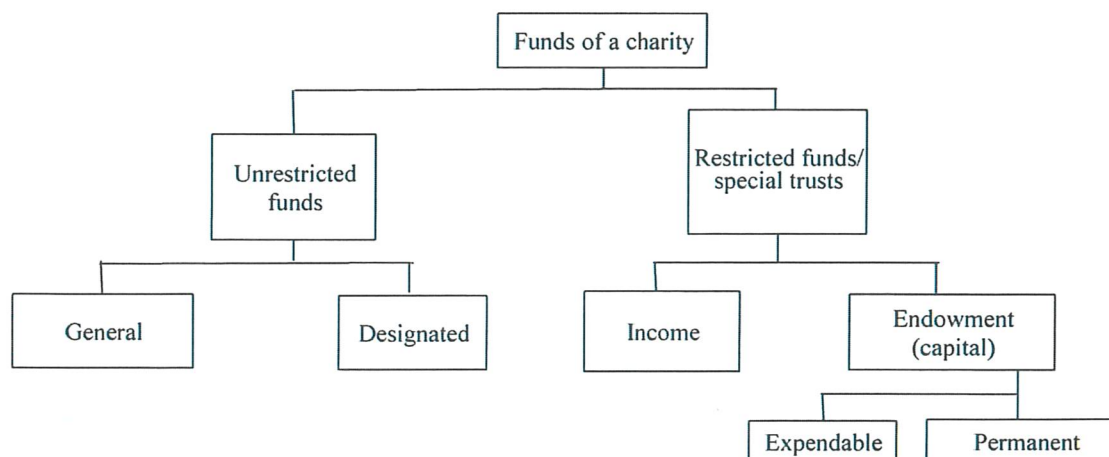 Funds of a charity
Unrestricted
funds
Restricted funds/
special trusts
General
Designated
Income
Endowment
(capital)
Expendable
Permanent